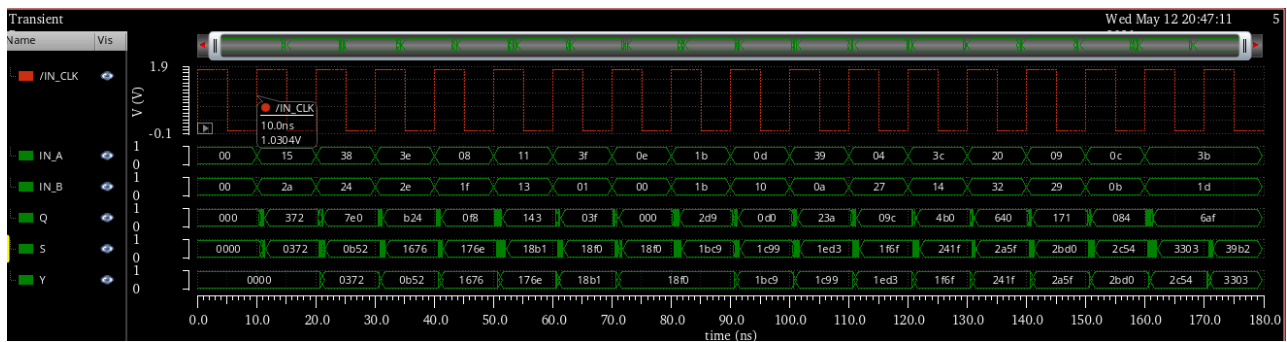 Transient Wed May 12 20:47:11 5
Name Vis
/IN_CLK
1.9
V (V)
-0.1
/IN_CLK
10.0ns
1.0304V
IN_A 1 0 00 15 38 3e 08 11 3f 0e 1b 0d 39 04 3c 20 09 0c 3b
IN_B 1 0 00 2a 24 2e 1f 13 01 00 1b 10 0a 27 14 32 29 0b 1d
Q 1 0 000 372 7e0 b24 0f8 143 03f 000 2d9 0d0 23a 09c 4b0 640 171 084 6af
S 1 0 0000 0372 0b52 1676 176e 18b1 18f0 18f0 1bc9 1c99 1ed3 1f6f 241f 2a5f 2bd0 2c54 3303 39b2
Y 1 0 0000 0372 0b52 1676 176e 18b1 18f0 1bc9 1c99 1ed3 1f6f 241f 2a5f 2bd0 2c54 3303
0.0 10.0 20.0 30.0 40.0 50.0 60.0 70.0 80.0 90.0 100.0 110.0 120.0 130.0 140.0 150.0 160.0 170.0 180.0
time (ns)